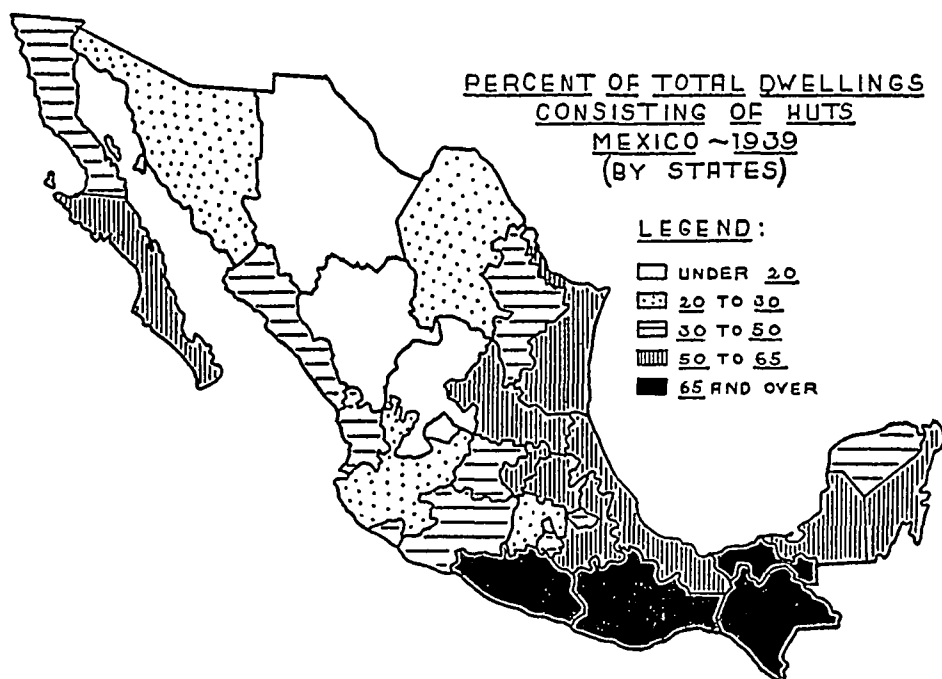 PERCENT OF TOTAL DWELLINGS
CONSISTING OF HUTS
MEXICO ~ 1939
(BY STATES)
LEGEND:
UNDER 20
20 TO 30
30 TO 50
50 TO 65
65 AND OVER